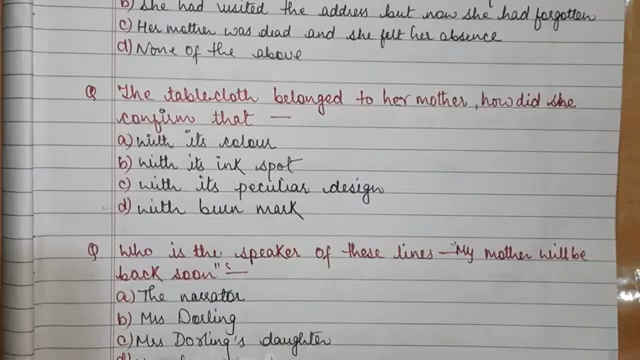 b) She had visited the address but now she had forgotten
c) Her mother was dead and she felt her absence
d) None of the above
Q The tablecloth belonged to her mother, how did she
confirm that —
a) with its colour
b) with its ink spot
c) with its peculiar design
d) with burn mark
Q Who is the speaker of these lines - "My mother will be
back soon" :-
a) The narrator
b) Mrs Dorling
c) Mrs Dorling's daughter
d)